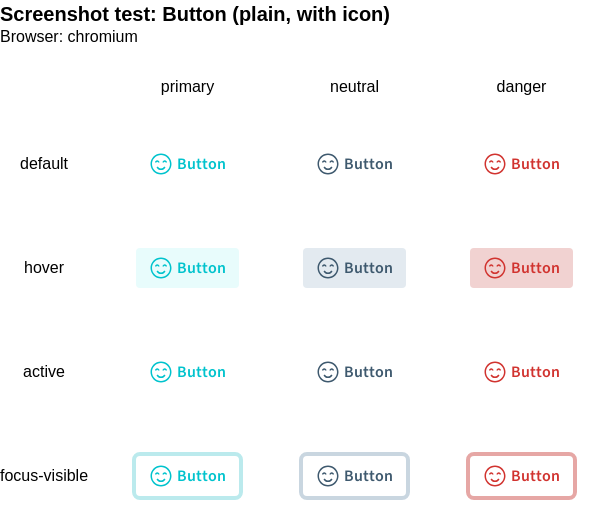 Screenshot test: Button (plain, with icon)
Browser: chromium
primary neutral danger
default Button Button Button
hover Button Button Button
active Button Button Button
focus-visible Button Button Button